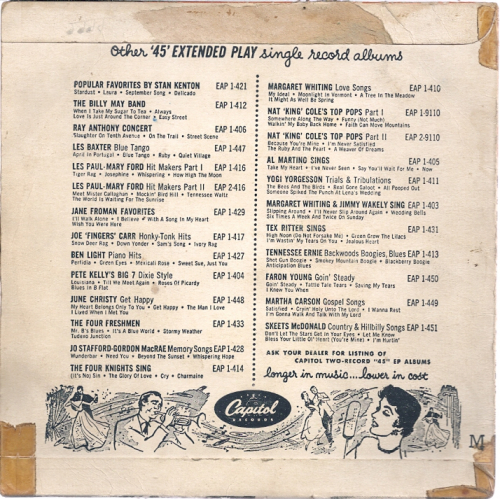 Other '45' EXTENDED PLAY single record albums
POPULAR FAVORITES BY STAN KENTON EAP 1-421
Stardust • Laura • September Song • Delicado
THE BILLY MAY BAND EAP 1-412
When I Take My Sugar To Tea • Always
Love Is Just Around The Corner • Easy Street
RAY ANTHONY CONCERT EAP 1-406
Slaughter On Tenth Avenue • On The Trail • Street Scene
LES BAXTER Blue Tango EAP 1-447
April in Portugal • Blue Tango • Ruby • Quiet Village
LES PAUL-MARY FORD Hit Makers Part I EAP 1-416
Tiger Rag • Josephine • Whispering • How High The Moon
LES PAUL-MARY FORD Hit Makers Part II EAP 2-416
Meet Mister Callaghan • Mockin' Bird Hill • Tennessee Waltz
The World Is Waiting For The Sunrise
JANE FROMAN FAVORITES EAP 1-429
I'll Walk Alone • I Believe • With A Song In My Heart
Wish You Were Here
JOE "FINGERS" CARR Honky-Tonk Hits EAP 1-417
Snow Deer Rag • Down Yonder • Sam's Song • Ivory Rag
BEN LIGHT Piano Hits EAP 1-427
Perfidia • Green Eyes • Mexicali Rose • Sweet Sue, Just You
PETE KELLY'S BIG 7 Dixie Style EAP 1-404
Louisiana • Till We Meet Again • Roses Of Picardy
Blues in B Flat
JUNE CHRISTY Get Happy EAP 1-448
My Heart Belongs Only To You • Get Happy • The Man I Love
I Lived When I Met You
THE FOUR FRESHMEN EAP 1-433
Mr. B's Blues • It's A Blue World • Stormy Weather
Tuxedo Junction
JO STAFFORD-GORDON MacRAE Memory Songs EAP 1-428
Wunderbar • Need You • Beyond The Sunset • Whispering Hope
THE FOUR KNIGHTS SING EAP 1-414
(It's No) Sin • The Glory Of Love • Cry • Charmaine
MARGARET WHITING Love Songs EAP 1-410
My Ideal • Moonlight In Vermont • A Tree In The Meadow
It Might As Well Be Spring
NAT 'KING' COLE'S TOP POPS Part I EAP 1-9110
Somewhere Along The Way • Funny (Not Much)
Walkin' My Baby Back Home • Faith Can Move Mountains
NAT 'KING' COLE'S TOP POPS Part II EAP 2-9110
Because You're Mine • I'm Never Satisfied
The Ruby And The Pearl • A Weaver Of Dreams
AL MARTINO SINGS EAP 1-405
Take My Heart • I've Never Seen • Say You'll Wait For Me • Now
YOGI YORGESSON Trials & Tribulations EAP 1-411
The Bees And The Birds • Real Gone Galoot • All Pooped Out
Someone Spiked The Punch At Lena's Wedding
MARGARET WHITING & JIMMY WAKELY SING EAP 1-403
Slipping Around • I'll Never Slip Around Again • Wedding Bells
Six Times A Week And Twice On Sunday
TEX RITTER SINGS EAP 1-431
High Noon (Do Not Forsake Me) • Green Grow The Lilacs
I'm Wastin' My Tears On You • Jealous Heart
TENNESSEE ERNIE Backwoods Boogies, Blues EAP 1-413
Shot Gun Boogie • Smokey Mountain Boogie • Blackberry Boogie
Anticipation Blues
FARON YOUNG Goin' Steady EAP 1-450
Goin' Steady • Tattle Tale Tears • Saving My Tears
I Knew You When
MARTHA CARSON Gospel Songs EAP 1-449
Satisfied • Cryin' Holy Unto The Lord • I Wanna Rest
I'm Gonna Walk And Talk With My Lord
SKEETS McDONALD Country & Hillbilly Songs EAP 1-451
Don't Let The Stars Get In Your Eyes • Let Me Know
Bless Your Little Ol' Heart (You're Mine) • I'm Hurtin'
ASK YOUR DEALER FOR LISTING OF
CAPITOL TWO-RECORD "45" EP ALBUMS
longer in music...lower in cost
Capitol
RECORDS
M